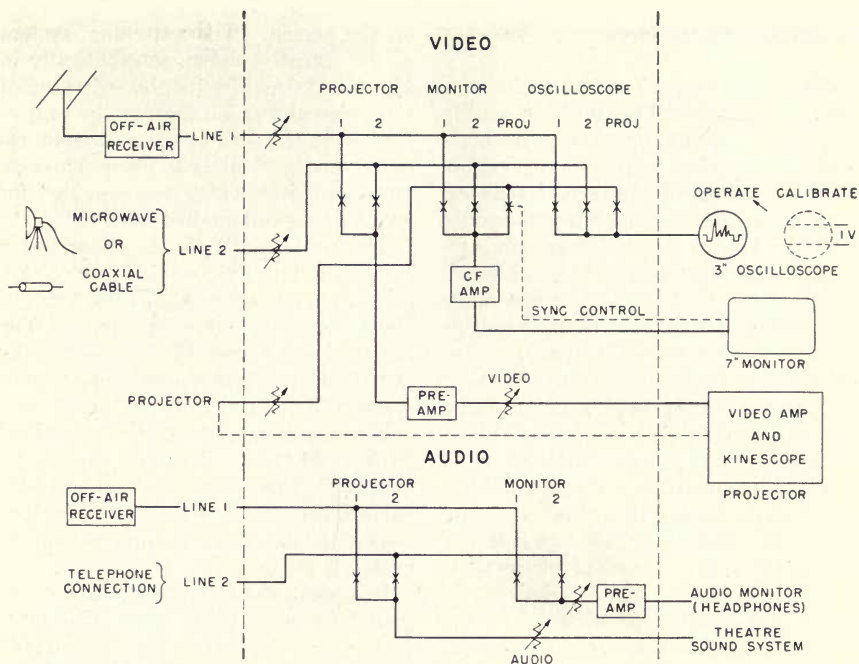 VIDEO
PROJECTOR MONITOR OSCILLOSCOPE
1 2 1 2 PROJ 1 2 PROJ
OFF-AIR
RECEIVER
LINE 1
MICROWAVE
OR
COAXIAL
CABLE
LINE 2
OPERATE CALIBRATE
1 V
3" OSCILLOSCOPE
CF
AMP
SYNC CONTROL
7" MONITOR
PROJECTOR
PRE-
AMP
VIDEO
VIDEO AMP
AND
KINESCOPE
PROJECTOR
AUDIO
PROJECTOR MONITOR
1 2 1 2
OFF-AIR
RECEIVER
LINE 1
TELEPHONE
CONNECTION
LINE 2
PRE-
AMP
AUDIO MONITOR
(HEADPHONES)
THEATRE
SOUND SYSTEM
AUDIO